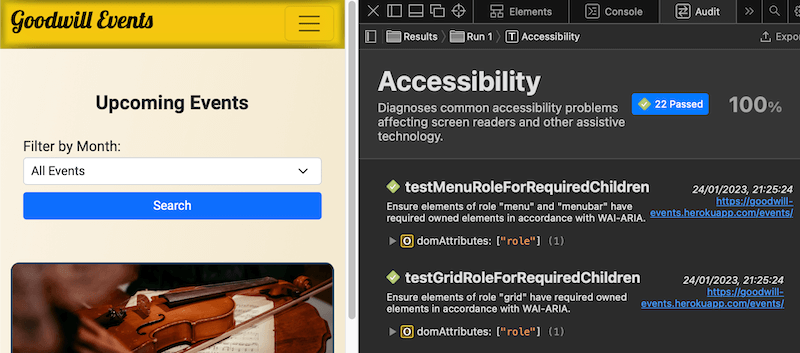 Goodwill Events
Upcoming Events
Filter by Month:
All Events
Search
Elements
Console
Audit
Results
Run 1
T Accessibility
Accessibility
Diagnoses common accessibility problems
affecting screen readers and other assistive
technology.
22 Passed
100%
testMenuRoleForRequiredChildren
24/01/2023, 21:25:24
https://goodwill-
events.herokuapp.com/events/
Ensure elements of role "menu" and "menubar" have
required owned elements in accordance with WAI-ARIA.
O domAttributes: ["role"] (1)
testGridRoleForRequiredChildren
24/01/2023, 21:25:24
https://goodwill-
events.herokuapp.com/events/
Ensure elements of role "grid" have required owned
elements in accordance with WAI-ARIA.
O domAttributes: ["role"] (1)